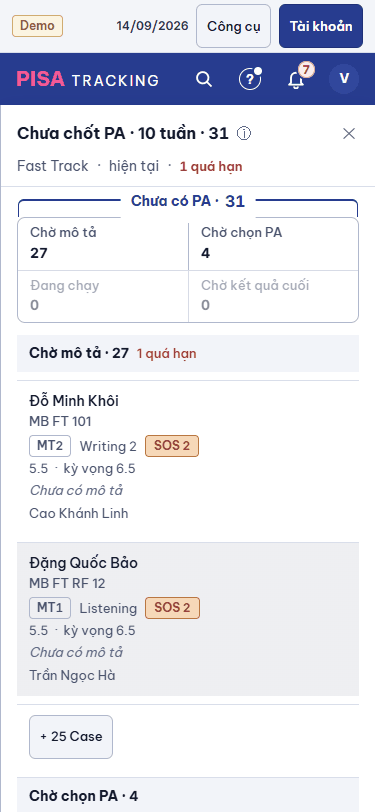 Demo 14/09/2026 Công cụ Tài khoản
PISA TRACKING ? 7 V
Chưa chốt PA · 10 tuần · 31 ⓘ ×
Fast Track · hiện tại · 1 quá hạn
Chưa có PA · 31
Chờ mô tả Chờ chọn PA
27 4
Đang chạy Chờ kết quả cuối
0 0
Chờ mô tả · 27 1 quá hạn
Đỗ Minh Khôi
MB FT 101
MT2 Writing 2 SOS 2
5.5 · kỳ vọng 6.5
Chưa có mô tả
Cao Khánh Linh
Đặng Quốc Bảo
MB FT RF 12
MT1 Listening SOS 2
5.5 · kỳ vọng 6.5
Chưa có mô tả
Trần Ngọc Hà
+ 25 Case
Chờ chọn PA · 4